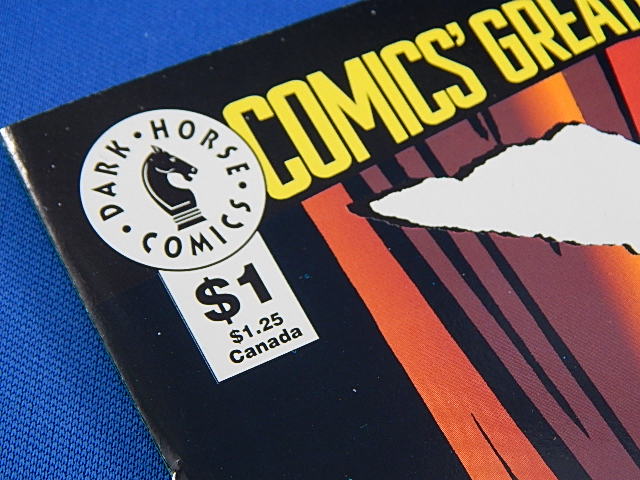 COMICS' GREAT
DARK • HORSE
• COMICS •
$1
$1.25
Canada